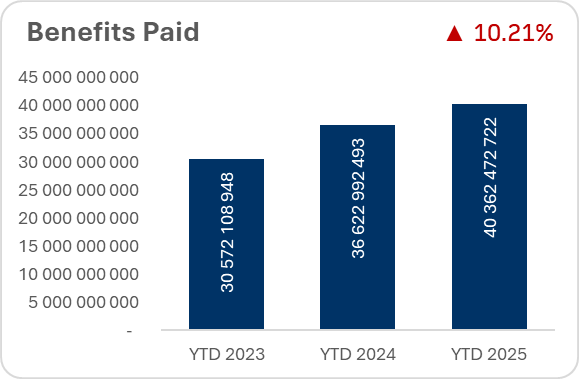 Benefits Paid
▲ 10.21%
45 000 000 000
40 000 000 000
35 000 000 000
30 000 000 000
25 000 000 000
20 000 000 000
15 000 000 000
10 000 000 000
5 000 000 000
-
30 572 108 948
36 622 992 493
40 362 472 722
YTD 2023
YTD 2024
YTD 2025